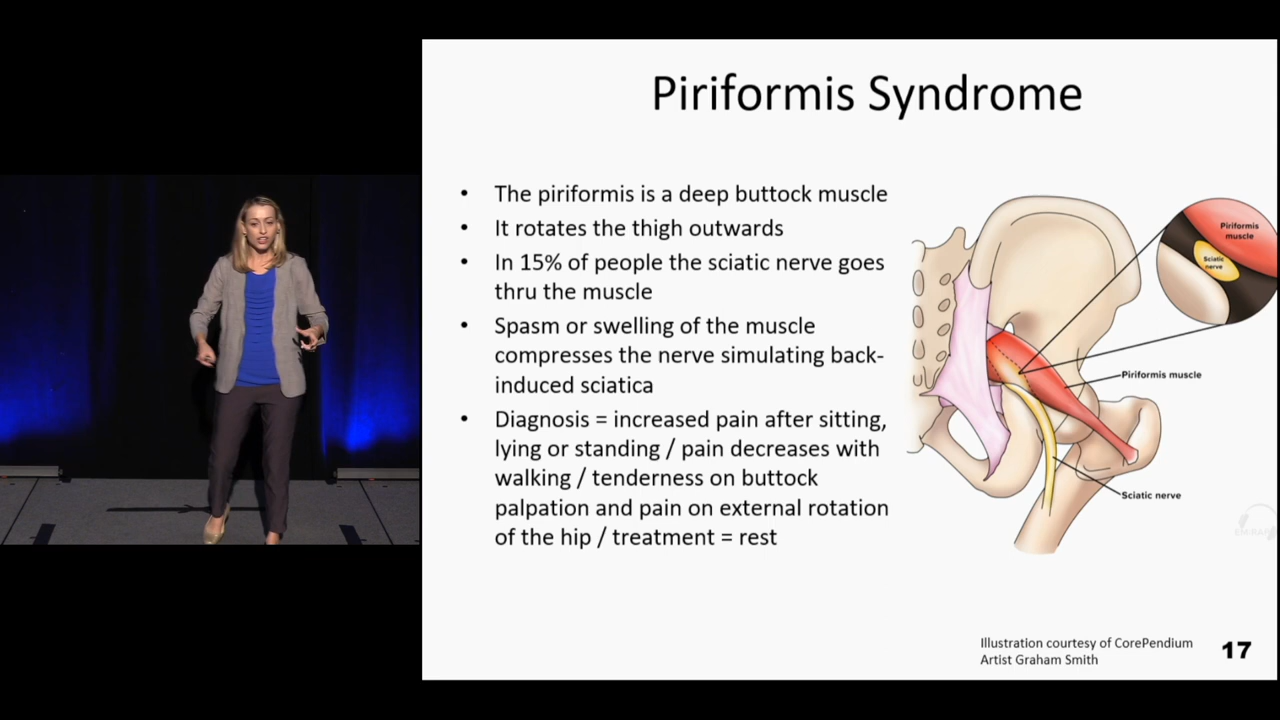 Piriformis Syndrome
• The piriformis is a deep buttock muscle
• It rotates the thigh outwards
• In 15% of people the sciatic nerve goes
thru the muscle
• Spasm or swelling of the muscle
compresses the nerve simulating back-
induced sciatica
• Diagnosis = increased pain after sitting,
lying or standing / pain decreases with
walking / tenderness on buttock
palpation and pain on external rotation
of the hip / treatment = rest
Piriformis
muscle
Sciatic
nerve
Piriformis muscle
Sciatic nerve
Illustration courtesy of CorePendium
Artist Graham Smith
17